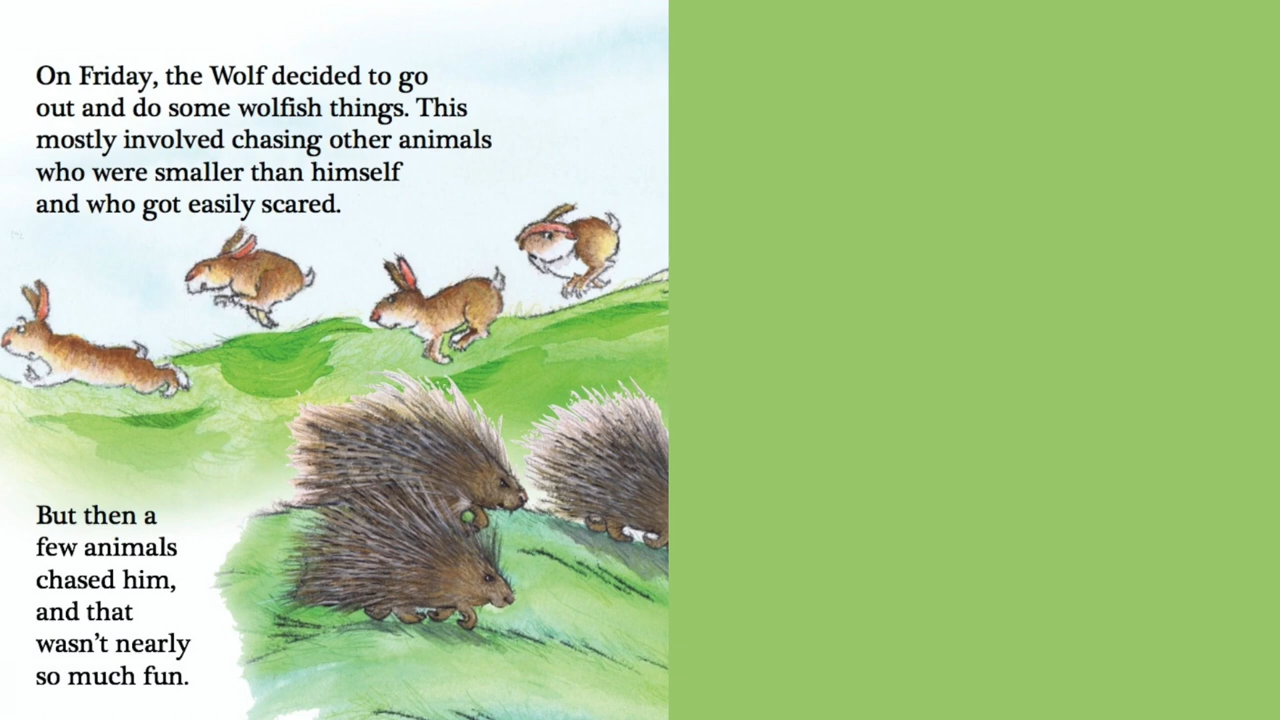 On Friday, the Wolf decided to go
out and do some wolfish things. This
mostly involved chasing other animals
who were smaller than himself
and who got easily scared.
But then a
few animals
chased him,
and that
wasn’t nearly
so much fun.